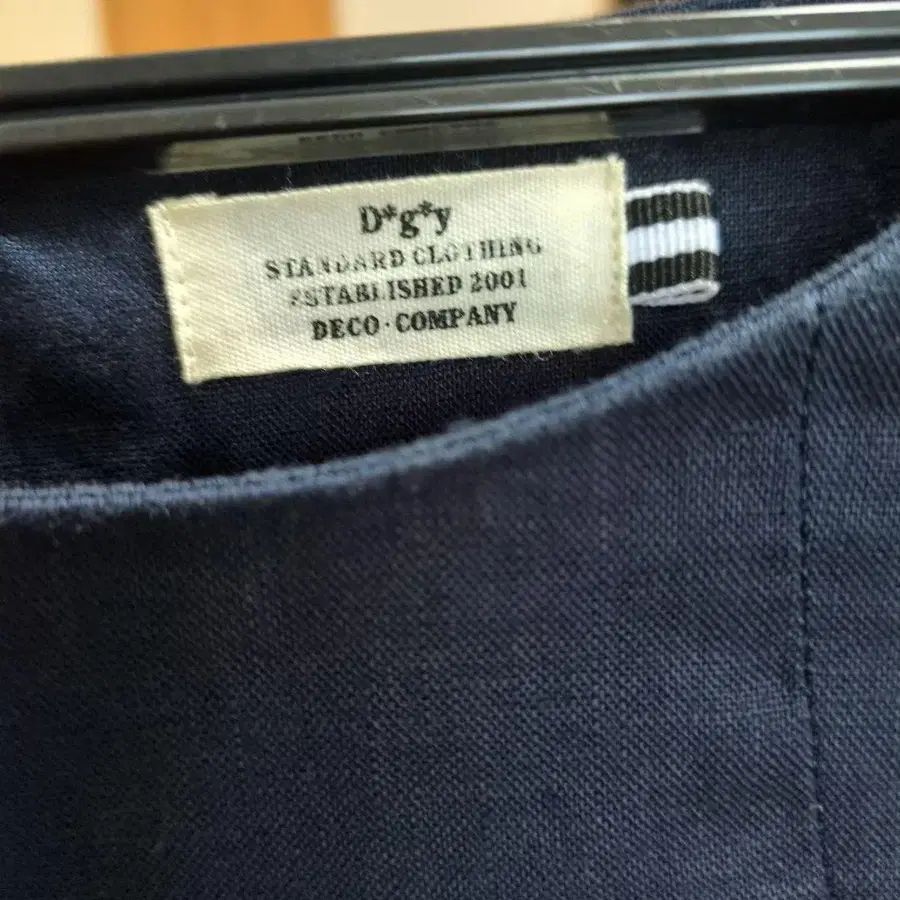 D*g*y
STANDARD CLOTHING
ESTABLISHED 2001
DECO·COMPANY